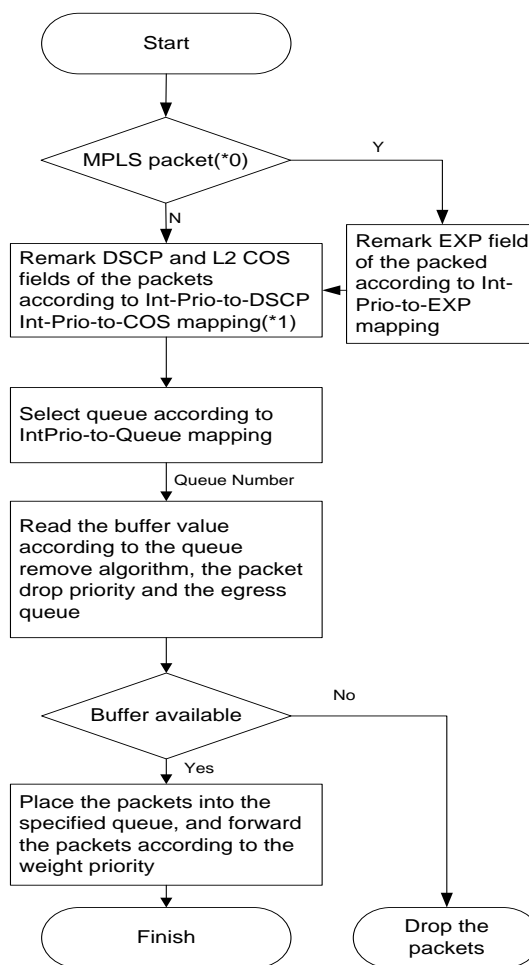 Start
MPLS packet(*0)
Y
N
Remark DSCP and L2 COS
fields of the packets
according to Int-Prio-to-DSCP
Int-Prio-to-COS mapping(*1)
Remark EXP field
of the packed
according to Int-
Prio-to-EXP
mapping
Select queue according to
IntPrio-to-Queue mapping
Queue Number
Read the buffer value
according to the queue
remove algorithm, the packet
drop priority and the egress
queue
Buffer available
No
Yes
Place the packets into the
specified queue, and forward
the packets according to the
weight priority
Finish
Drop the
packets